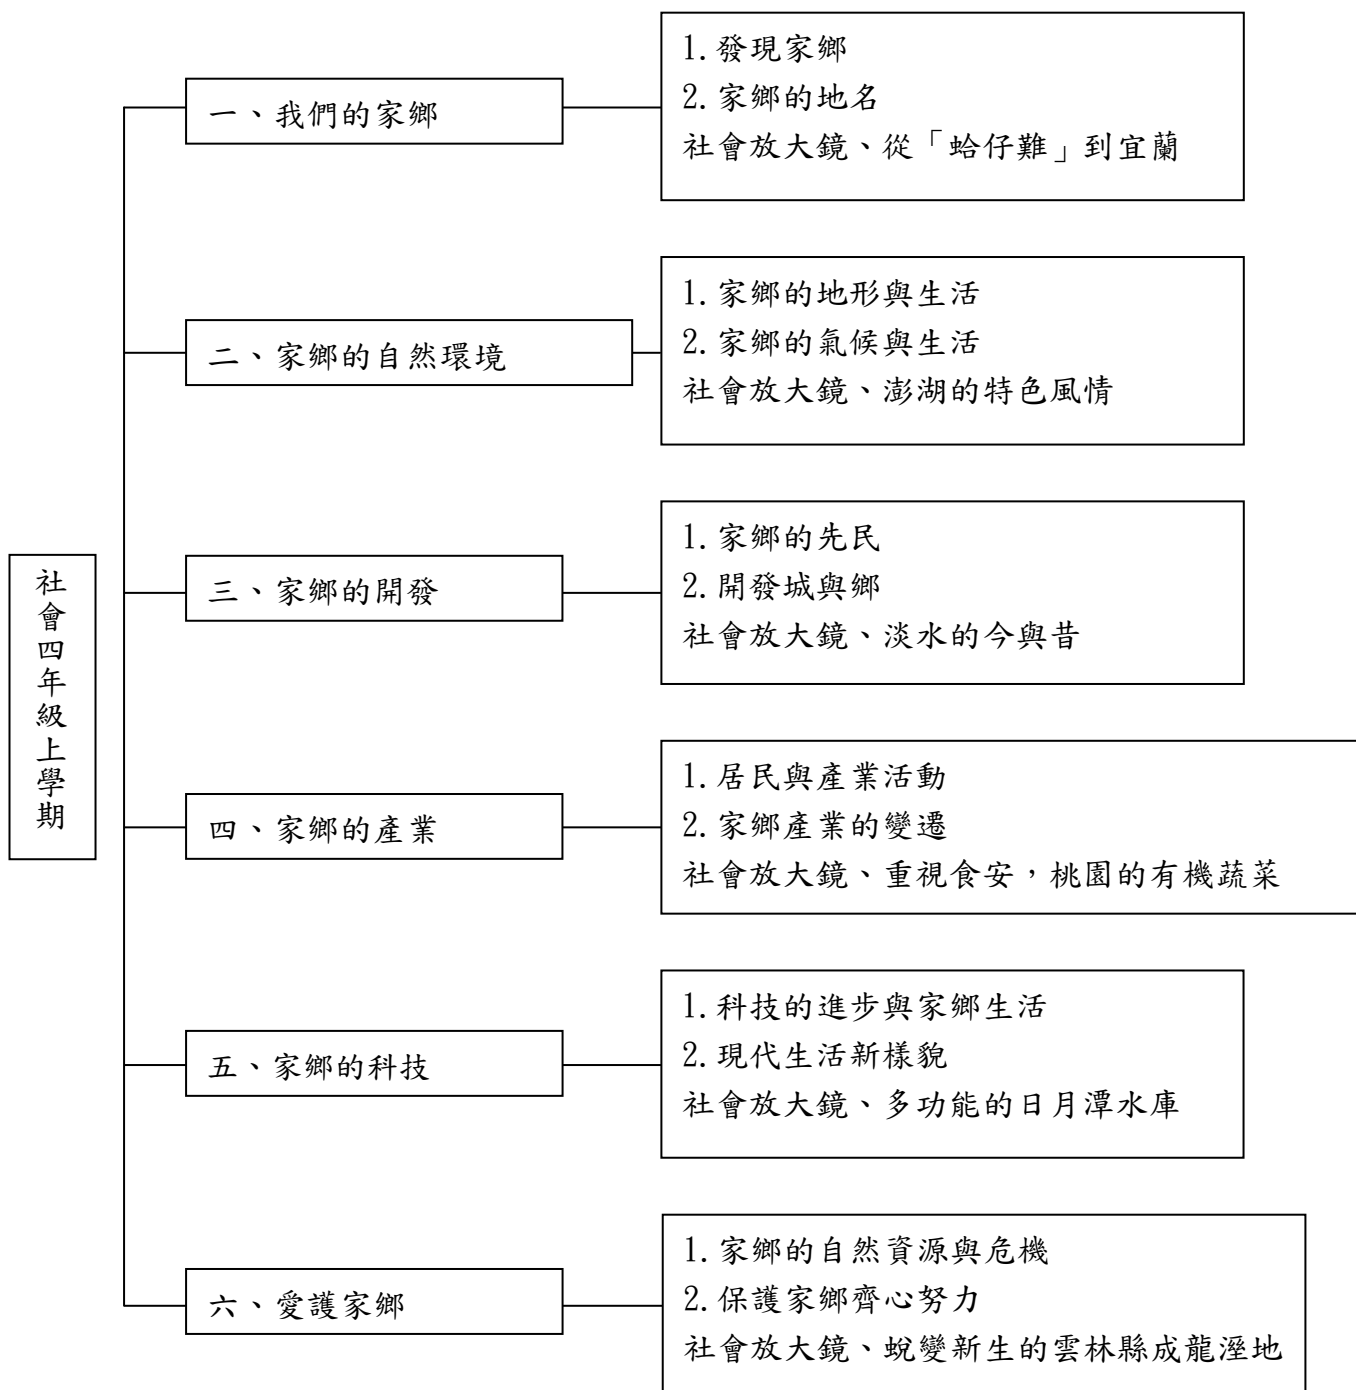 社會四年級上學期
一、我們的家鄉
1.發現家鄉
2.家鄉的地名
社會放大鏡、從「蛤仔難」到宜蘭
二、家鄉的自然環境
1.家鄉的地形與生活
2.家鄉的氣候與生活
社會放大鏡、澎湖的特色風情
三、家鄉的開發
1.家鄉的先民
2.開發城與鄉
社會放大鏡、淡水的今與昔
四、家鄉的產業
1.居民與產業活動
2.家鄉產業的變遷
社會放大鏡、重視食安，桃園的有機蔬菜
五、家鄉的科技
1.科技的進步與家鄉生活
2.現代生活新樣貌
社會放大鏡、多功能的日月潭水庫
六、愛護家鄉
1.家鄉的自然資源與危機
2.保護家鄉齊心努力
社會放大鏡、蛻變新生的雲林縣成龍溼地